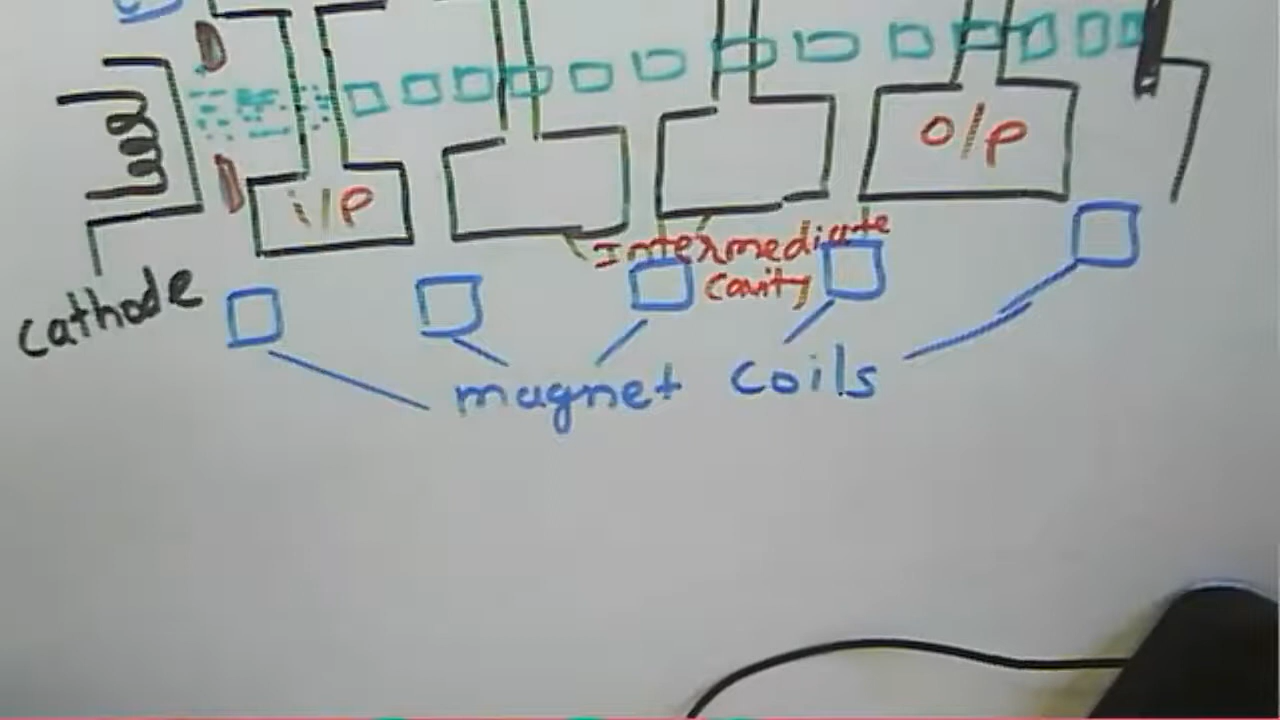 o/p
i/p
Intermediate
cavity
cathode
magnet coils